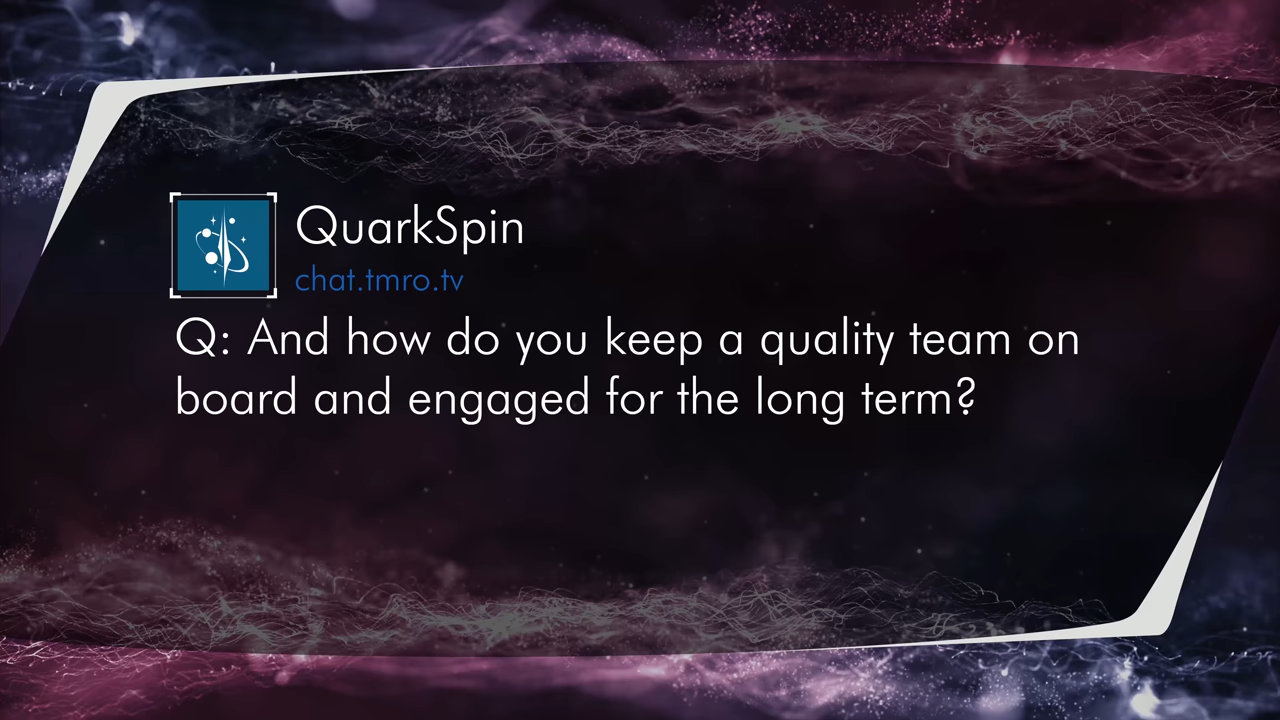 QuarkSpin
chat.tmro.tv
Q: And how do you keep a quality team on
board and engaged for the long term?